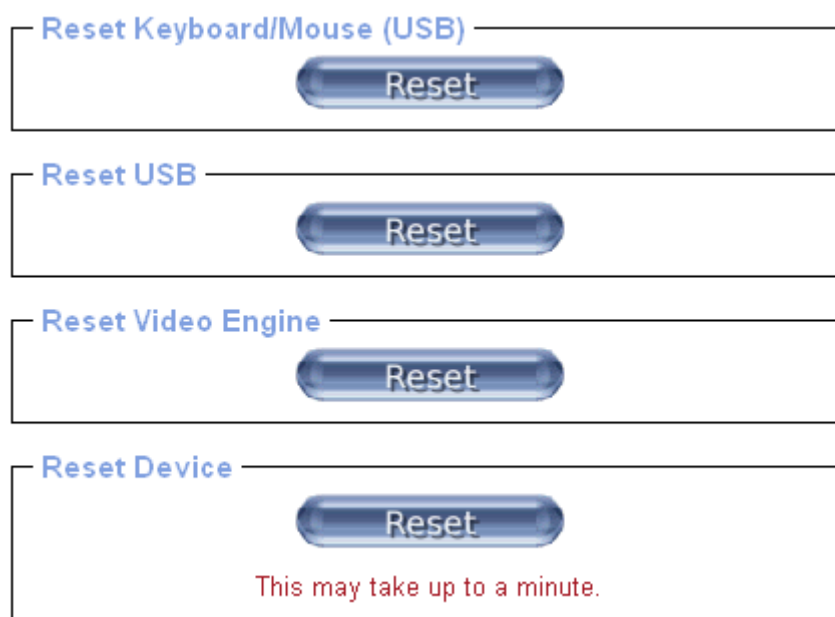 Reset Keyboard/Mouse (USB)
Reset
Reset USB
Reset
Reset Video Engine
Reset
Reset Device
Reset
This may take up to a minute.